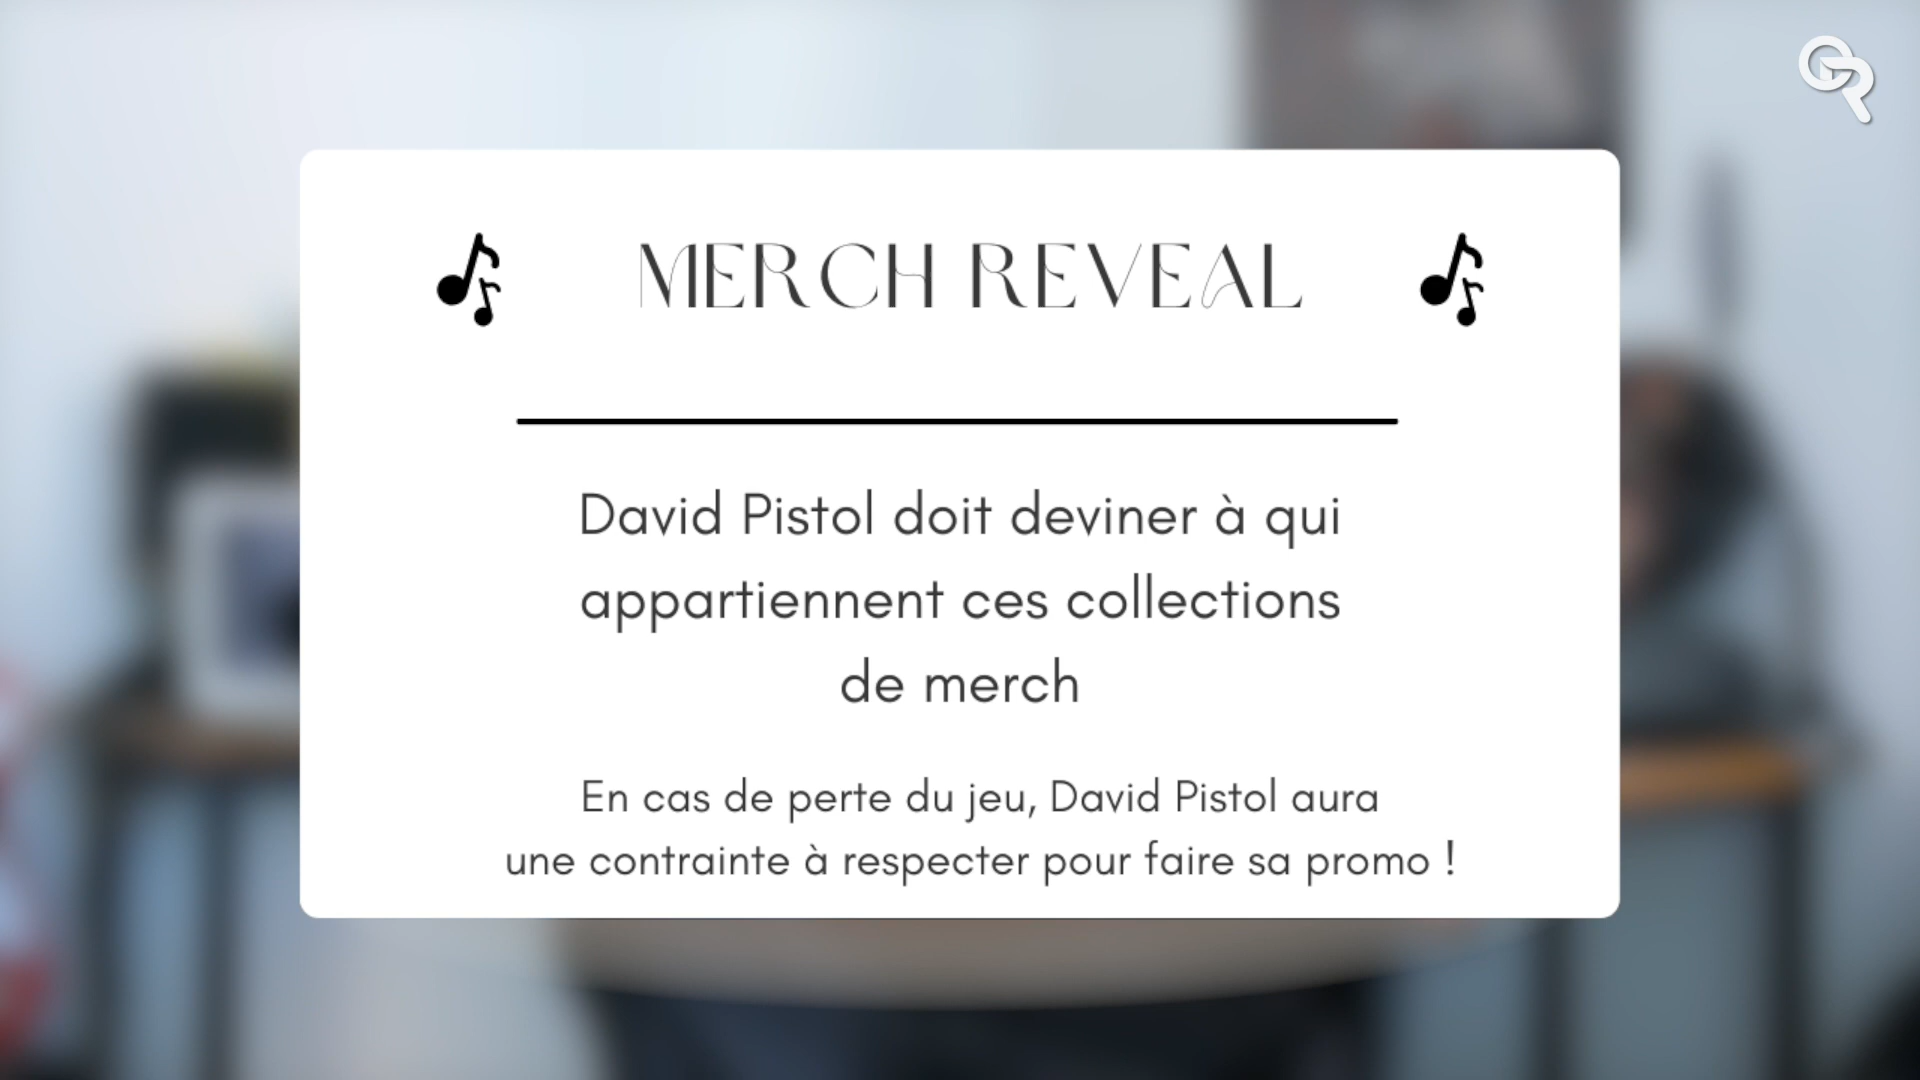 GR
MERCH REVEAL
David Pistol doit deviner à qui
appartiennent ces collections
de merch
En cas de perte du jeu, David Pistol aura
une contrainte à respecter pour faire sa promo !